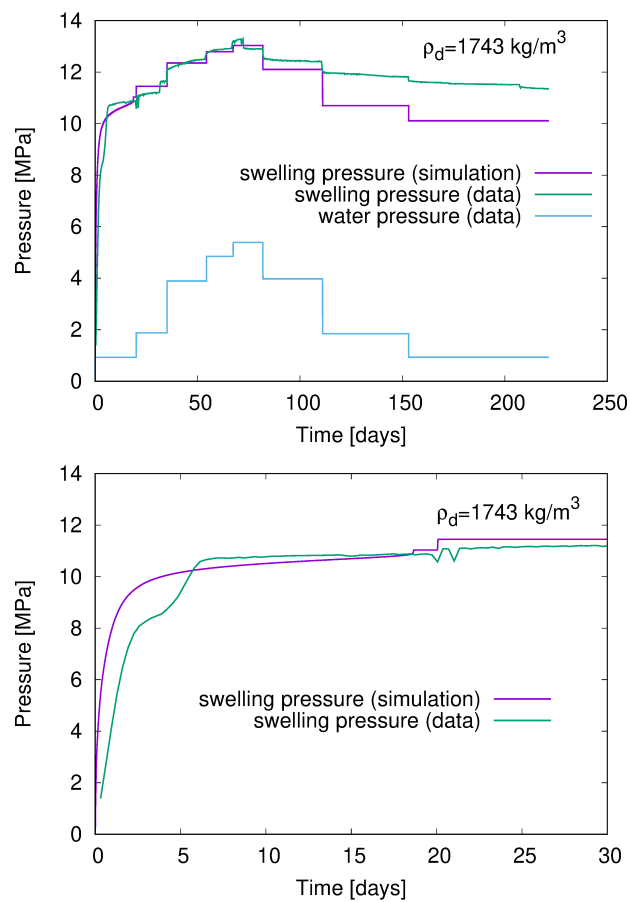 14
12
10
8
6
4
2
0
Pressure [MPa]
ρd=1743 kg/m3
swelling pressure (simulation)
swelling pressure (data)
water pressure (data)
0 50 100 150 200 250
Time [days]
14
12
10
8
6
4
2
0
Pressure [MPa]
ρd=1743 kg/m3
swelling pressure (simulation)
swelling pressure (data)
0 5 10 15 20 25 30
Time [days]